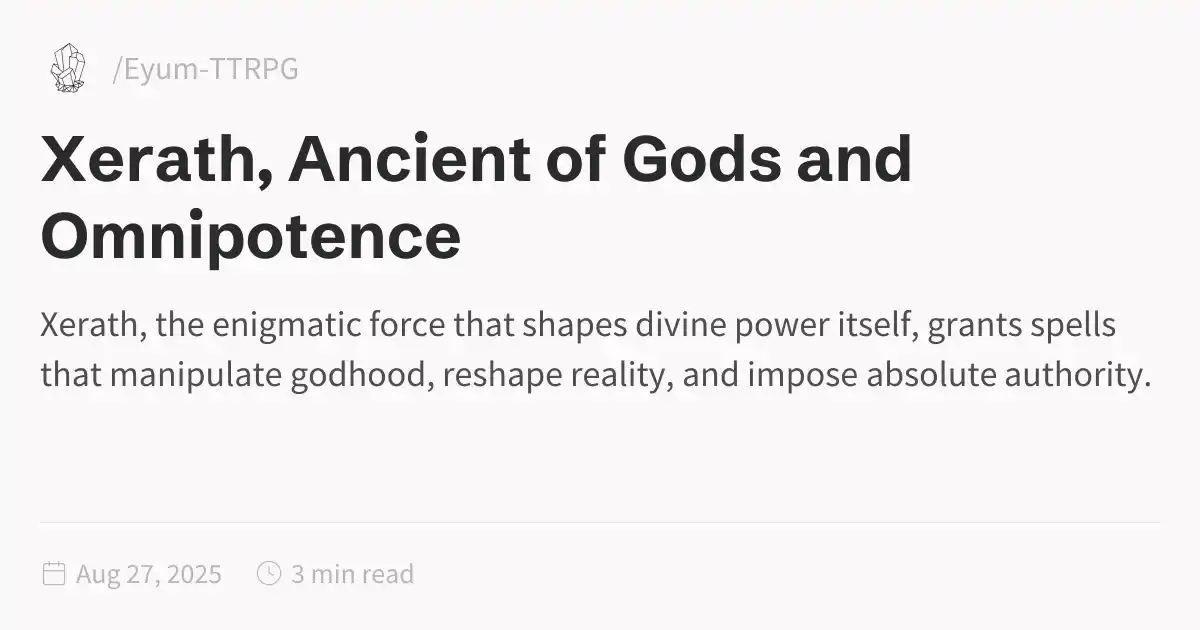 /Eyum-TTRPG
Xerath, Ancient of Gods and
Omnipotence
Xerath, the enigmatic force that shapes divine power itself, grants spells
that manipulate godhood, reshape reality, and impose absolute authority.
Aug 27, 2025 3 min read